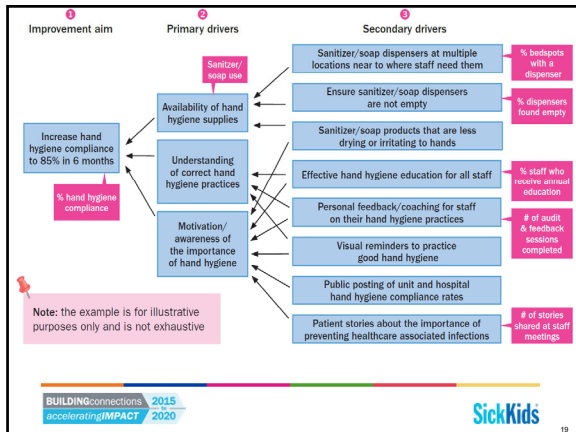 1
2
3
Improvement aim
Primary drivers
Secondary drivers
Increase hand
hygiene compliance
to 85% in 6 months
% hand hygiene
compliance
Sanitzer/
soap use
Availability of hand
hygiene supplies
Understanding
of correct hand
hygiene practices
Motivation/
awareness of
the importance
of hand hygiene
Sanitizer/soap dispensers at multiple
locations near to where staff need them
% bedspots
with a
dispenser
Ensure sanitizer/soap dispensers
are not empty
% dispensers
found empty
Sanitizer/soap products that are less
drying or irritating to hands
Effective hand hygiene education for all staff
% staff who
receive annual
education
Personal feedback/coaching for staff
on their hand hygiene practices
# of audit
& feedback
sessions
completed
Visual reminders to practice
good hand hygiene
Public posting of unit and hospital
hand hygiene compliance rates
Patient stories about the importance of
preventing healthcare associated infections
# of stories
shared at staff
meetings
Note: the example is for illustrative
purposes only and is not exhaustive
BUILDINGconnections
acceleratingIMPACT
2015
to
2020
SickKids
19